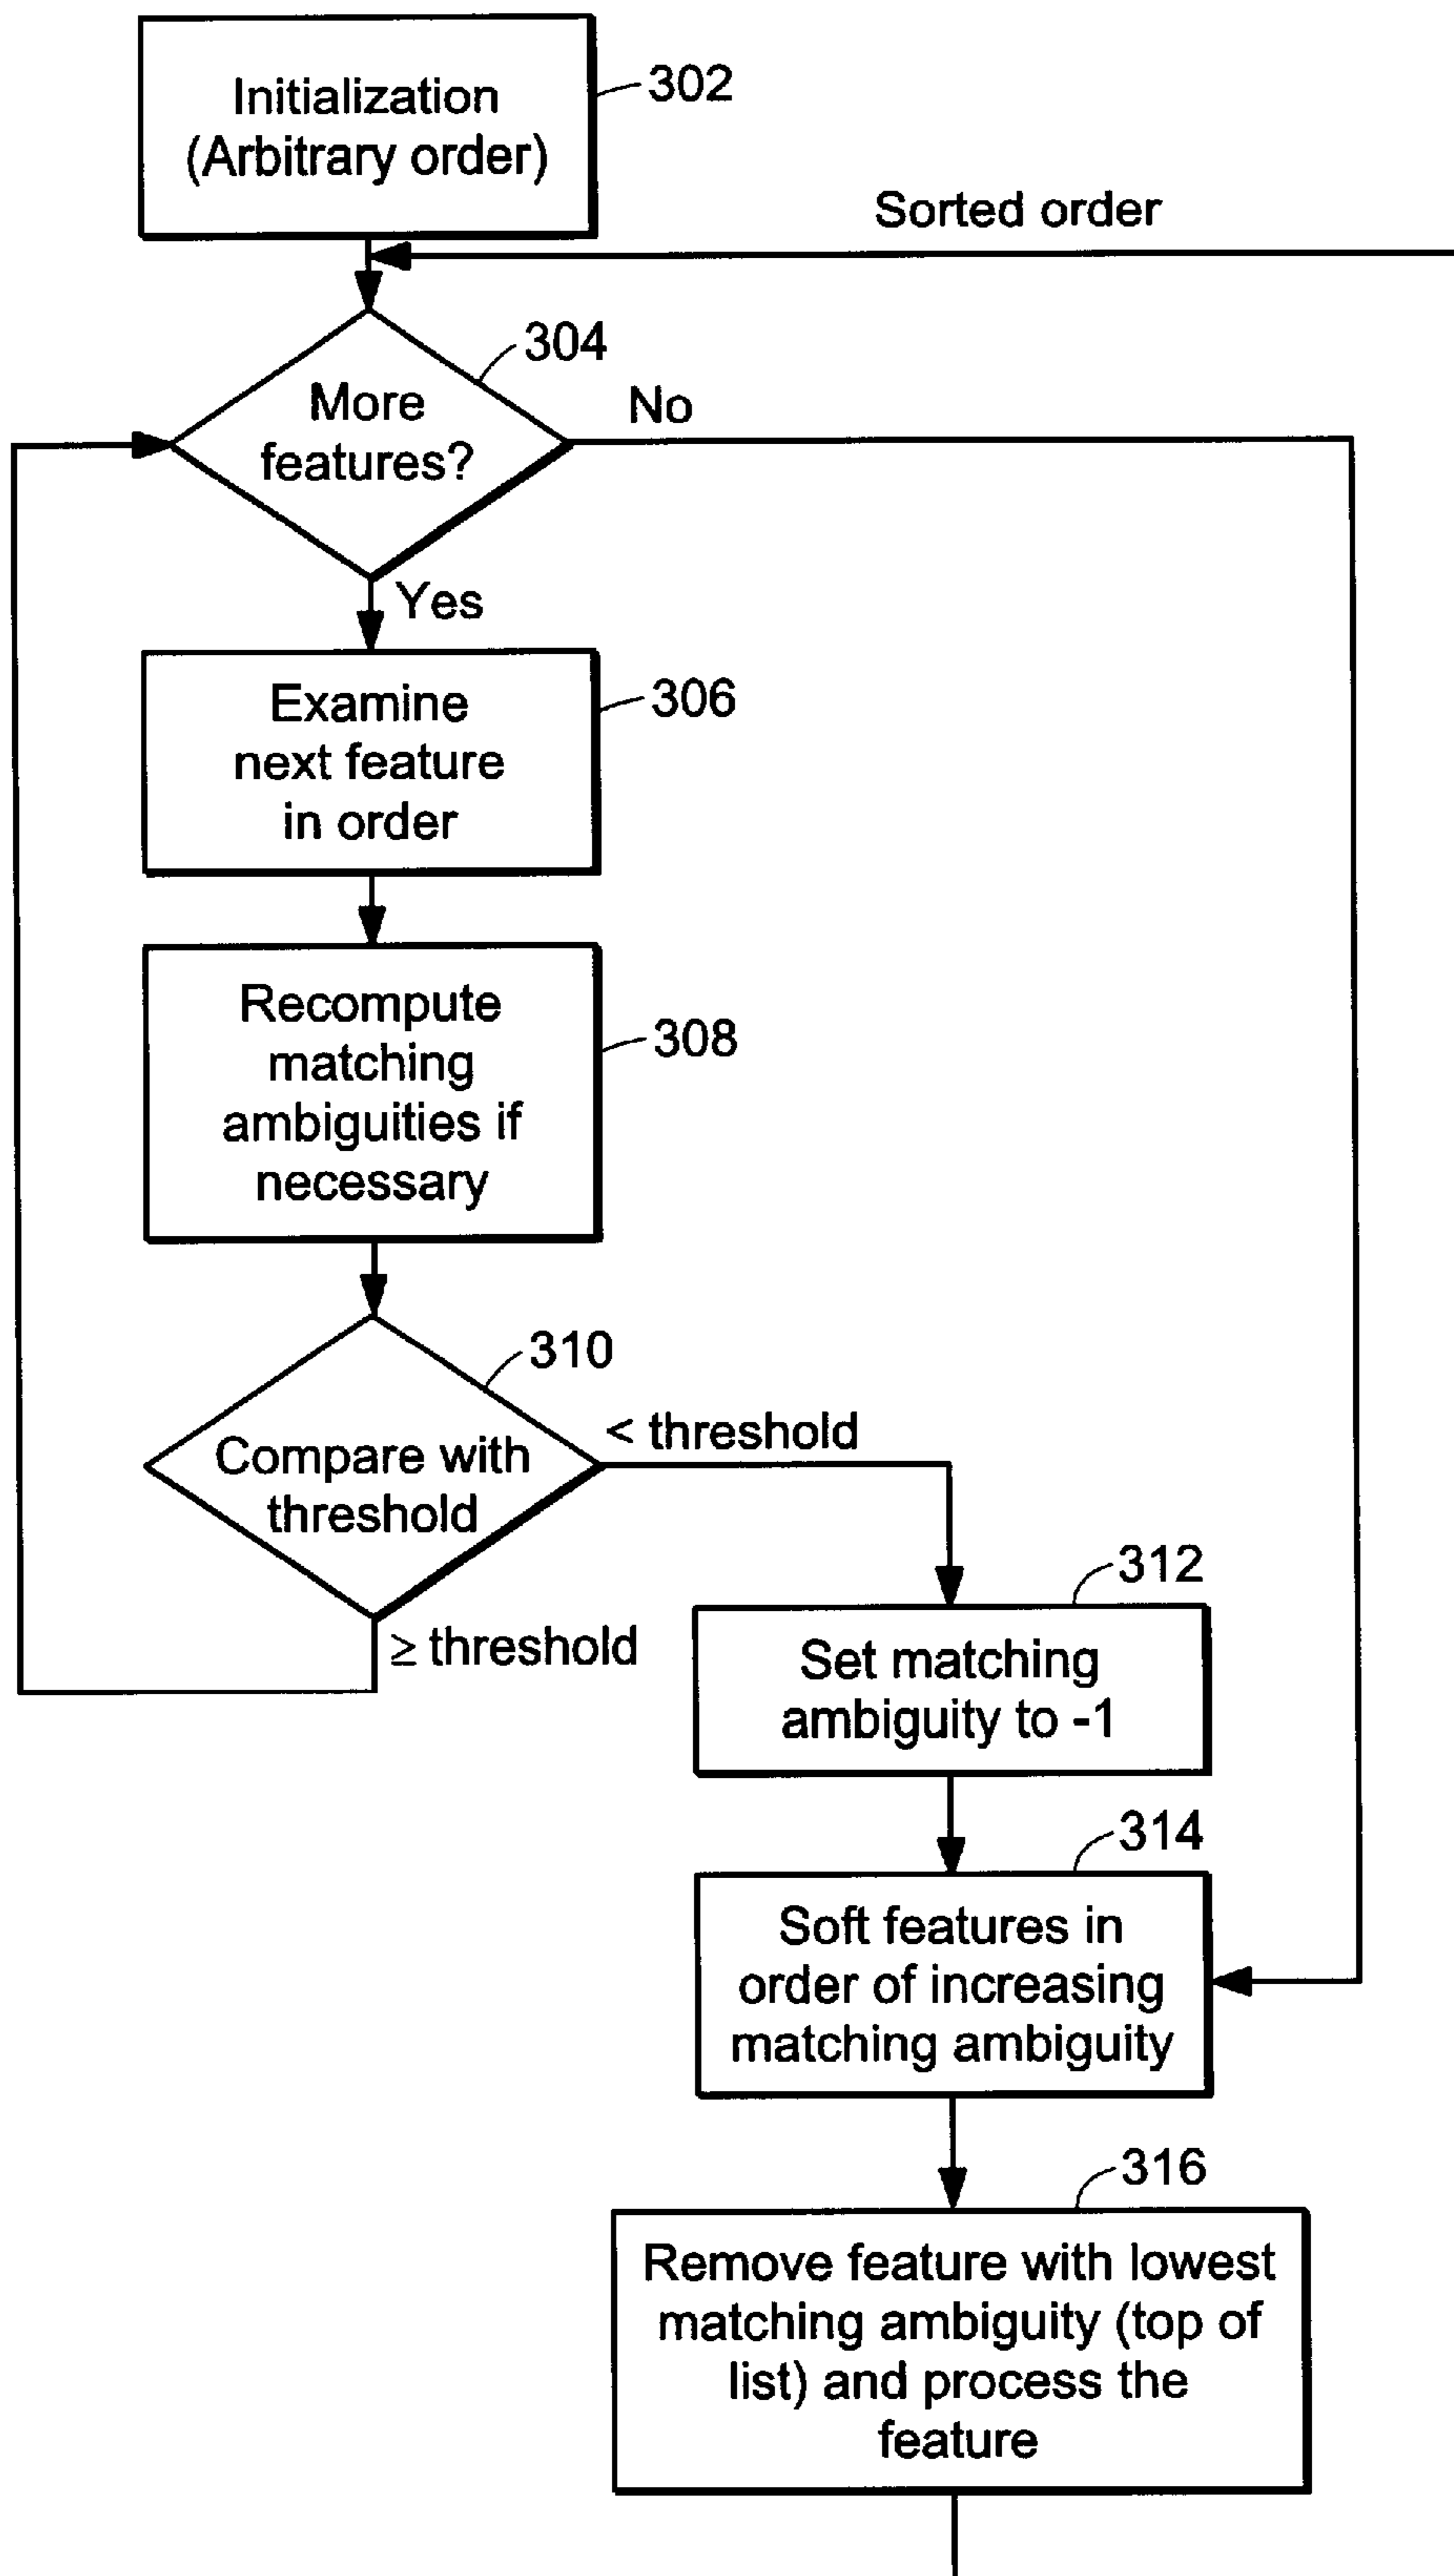 Initialization
(Arbitrary order)
302
Sorted order
304
More
features?
No
Yes
Examine
next feature
in order
306
Recompute
matching
ambiguities if
necessary
308
310
Compare with
threshold
< threshold
≥ threshold
312
Set matching
ambiguity to -1
314
Soft features in
order of increasing
matching ambiguity
316
Remove feature with lowest
matching ambiguity (top of
list) and process the
feature